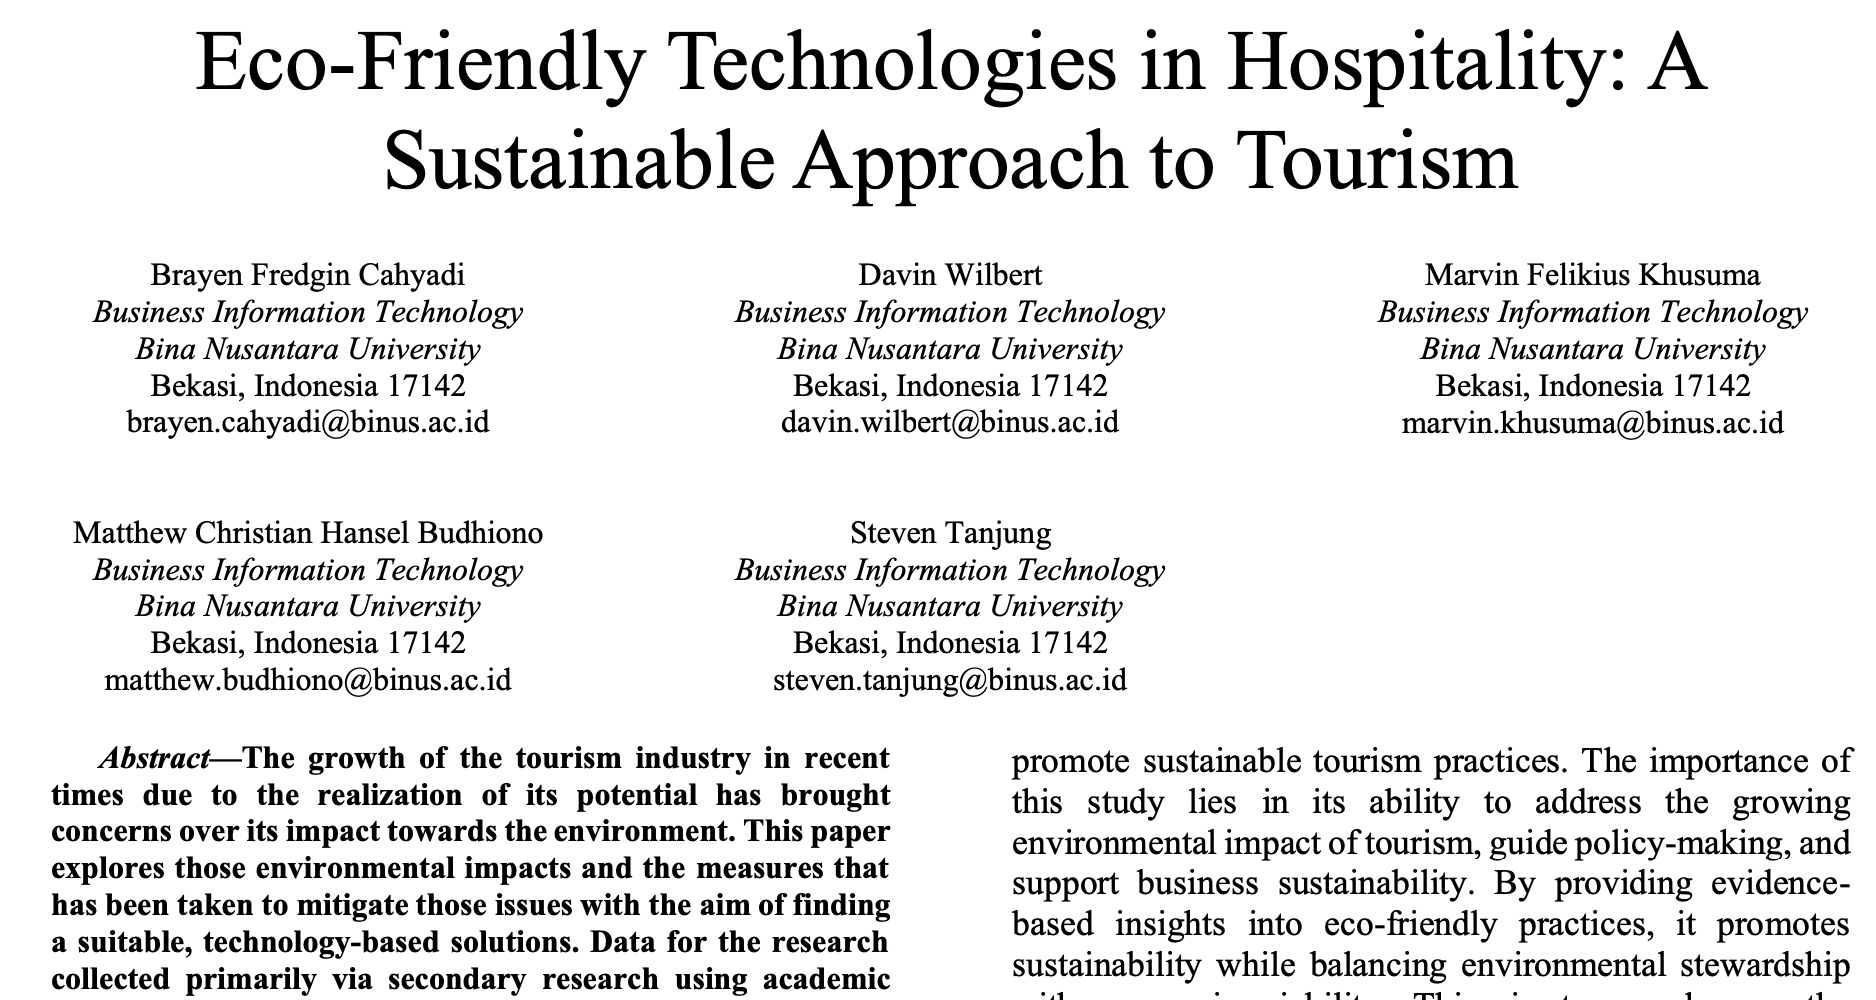 Eco-Friendly Technologies in Hospitality: A
Sustainable Approach to Tourism
Brayen Fredgin Cahyadi
Business Information Technology
Bina Nusantara University
Bekasi, Indonesia 17142
brayen.cahyadi@binus.ac.id
Davin Wilbert
Business Information Technology
Bina Nusantara University
Bekasi, Indonesia 17142
davin.wilbert@binus.ac.id
Marvin Felikius Khusuma
Business Information Technology
Bina Nusantara University
Bekasi, Indonesia 17142
marvin.khusuma@binus.ac.id
Matthew Christian Hansel Budhiono
Business Information Technology
Bina Nusantara University
Bekasi, Indonesia 17142
matthew.budhiono@binus.ac.id
Steven Tanjung
Business Information Technology
Bina Nusantara University
Bekasi, Indonesia 17142
steven.tanjung@binus.ac.id
Abstract—The growth of the tourism industry in recent
times due to the realization of its potential has brought
concerns over its impact towards the environment. This paper
explores those environmental impacts and the measures that
has been taken to mitigate those issues with the aim of finding
a suitable, technology-based solutions. Data for the research
collected primarily via secondary research using academic
promote sustainable tourism practices. The importance of
this study lies in its ability to address the growing
environmental impact of tourism, guide policy-making, and
support business sustainability. By providing evidence-
based insights into eco-friendly practices, it promotes
sustainability while balancing environmental stewardship